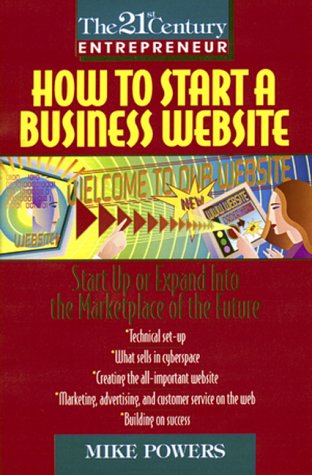 The 21st Century
ENTREPRENEUR
HOW TO START A
BUSINESS WEBSITE
WELCOME TO OUR WEBSITE
WEBSITE
NEW
WEBSITE
Start Up or Expand Into
the Marketplace of the Future
*Technical set-up
*What sells in cyberspace
*Creating the all-important website
*Marketing, advertising, and customer service on the web
*Building on success
MIKE POWERS